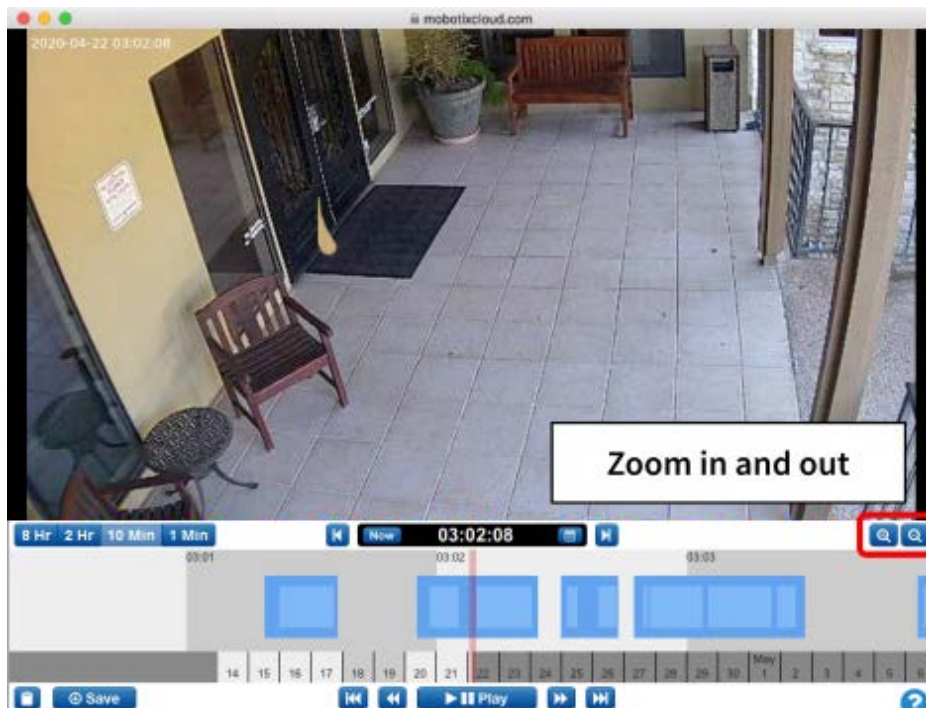 mobotixcloud.com
2020-04-22 03:02:08
Zoom in and out
8 Hr 2 Hr 10 Min 1 Min Now 03:02:08
03:01 03:02 03:03
May
14 15 16 17 18 19 20 21 22 23 24 25 26 27 28 29 30 1 2 3 4 5 6
Save Play ?